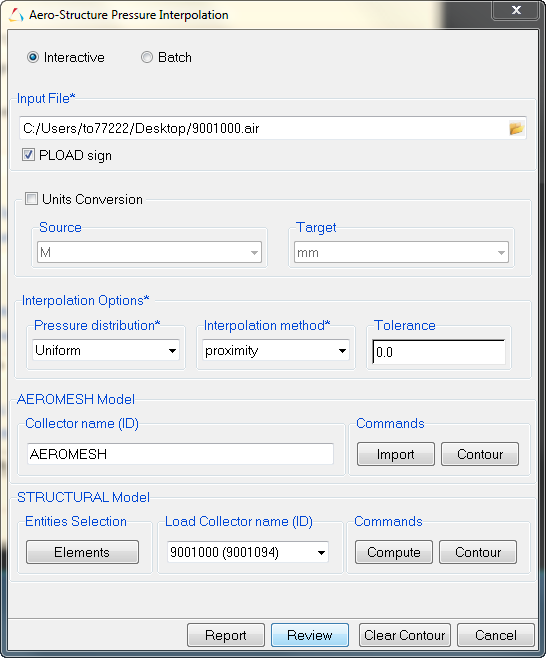 Aero-Structure Pressure Interpolation
Interactive Batch
Input File*
C:/Users/to77222/Desktop/9001000.air
PLOAD sign
Units Conversion
Source Target
M mm
Interpolation Options*
Pressure distribution* Interpolation method* Tolerance
Uniform proximity 0.0
AEROMESH Model
Collector name (ID) Commands
AEROMESH Import Contour
STRUCTURAL Model
Entities Selection Load Collector name (ID) Commands
Elements 9001000 (9001094) Compute Contour
Report Review Clear Contour Cancel